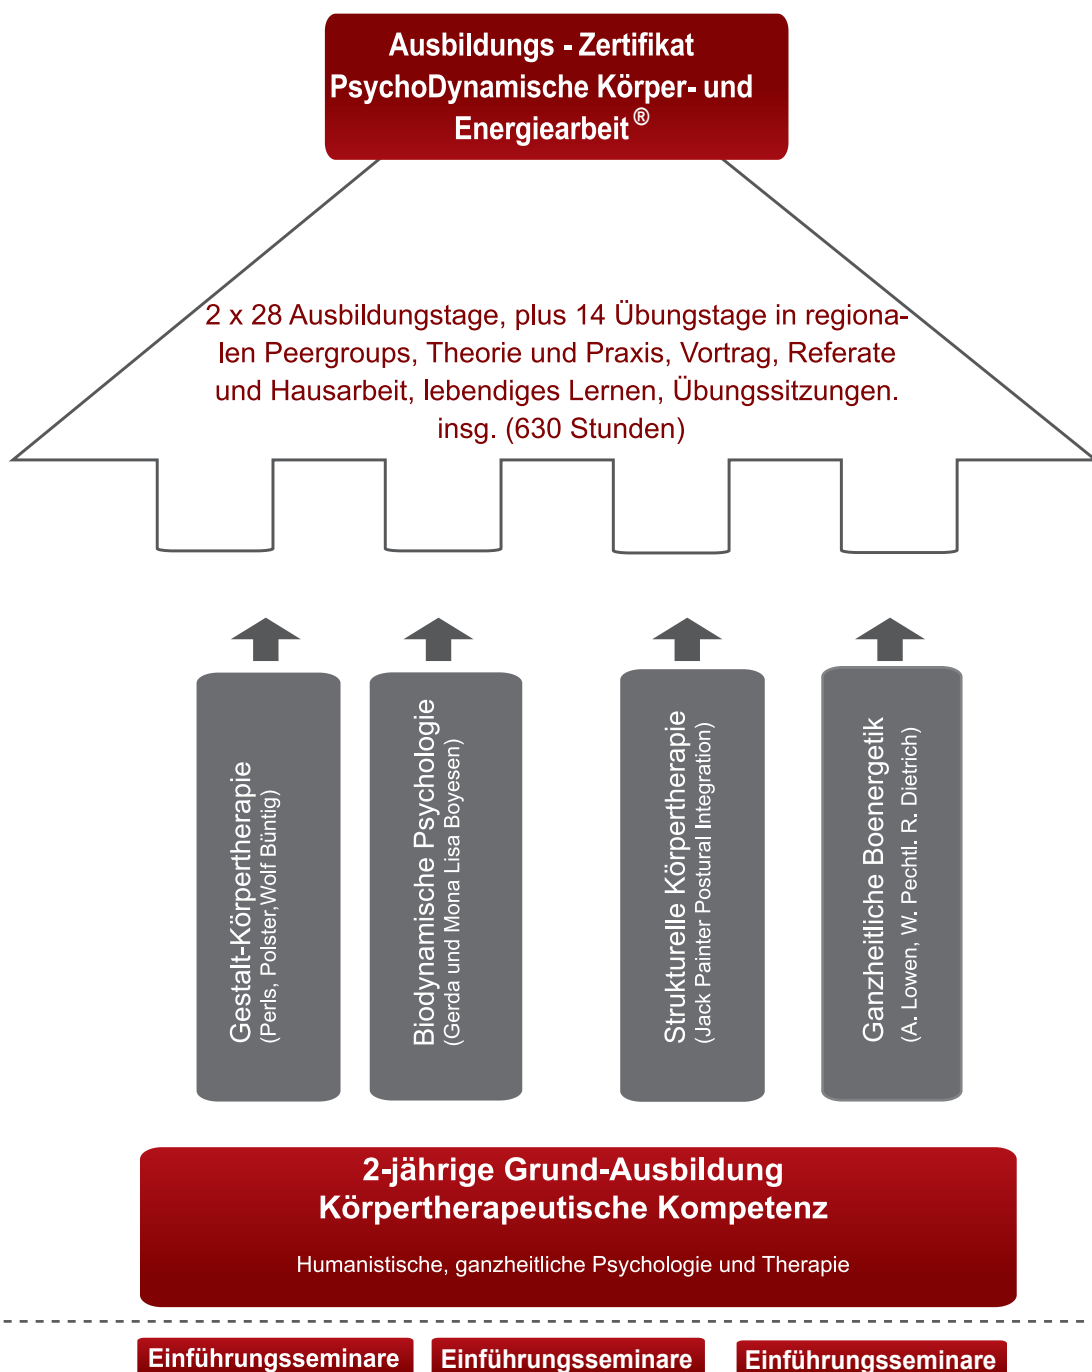 Ausbildungs - Zertifikat
PsychoDynamische Körper- und
Energiearbeit®
2 x 28 Ausbildungstage, plus 14 Übungstage in regiona-
len Peergroups, Theorie und Praxis, Vortrag, Referate
und Hausarbeit, lebendiges Lernen, Übungssitzungen.
insg. (630 Stunden)
Gestalt-Körpertherapie
(Perls, Polster,Wolf Büntig)
Biodynamische Psychologie
(Gerda und Mona Lisa Boyesen)
Strukturelle Körpertherapie
(Jack Painter Postural Integration)
Ganzheitliche Boenergetik
(A. Lowen, W. Pechtl. R. Dietrich)
2-jährige Grund-Ausbildung
Körpertherapeutische Kompetenz
Humanistische, ganzheitliche Psychologie und Therapie
Einführungsseminare
Einführungsseminare
Einführungsseminare